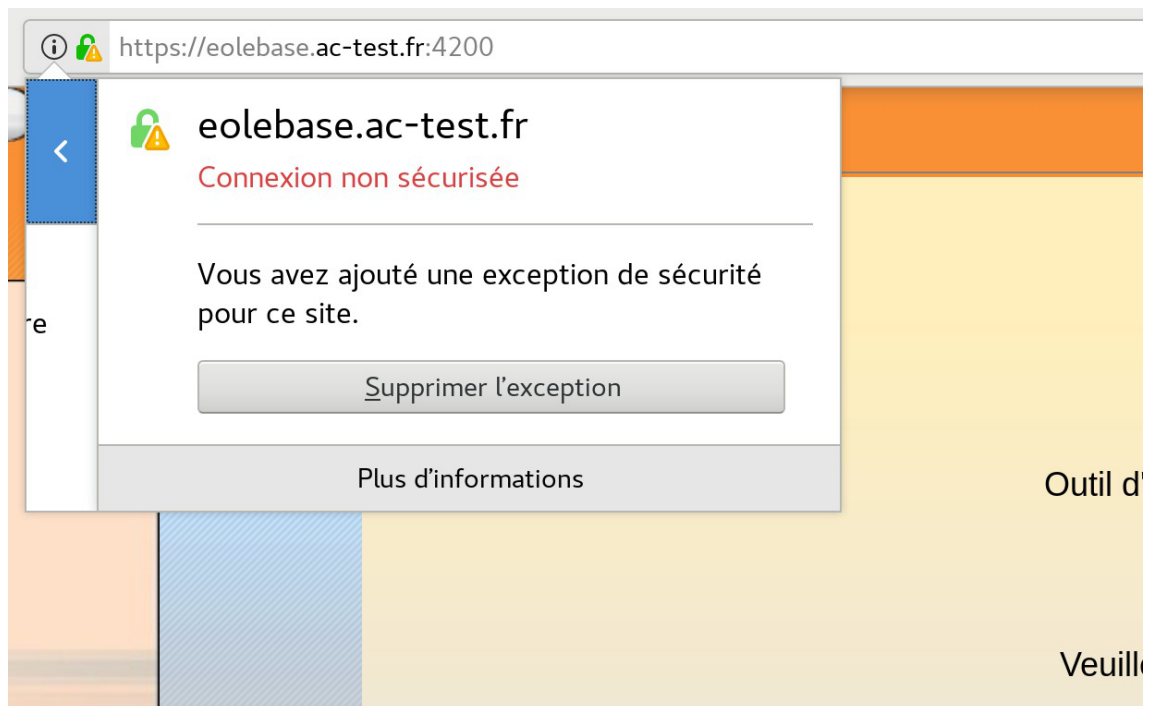 https://eolebase.ac-test.fr:4200
eolebase.ac-test.fr
Connexion non sécurisée
Vous avez ajouté une exception de sécurité
pour ce site.
Supprimer l'exception
Plus d'informations
Outil d'